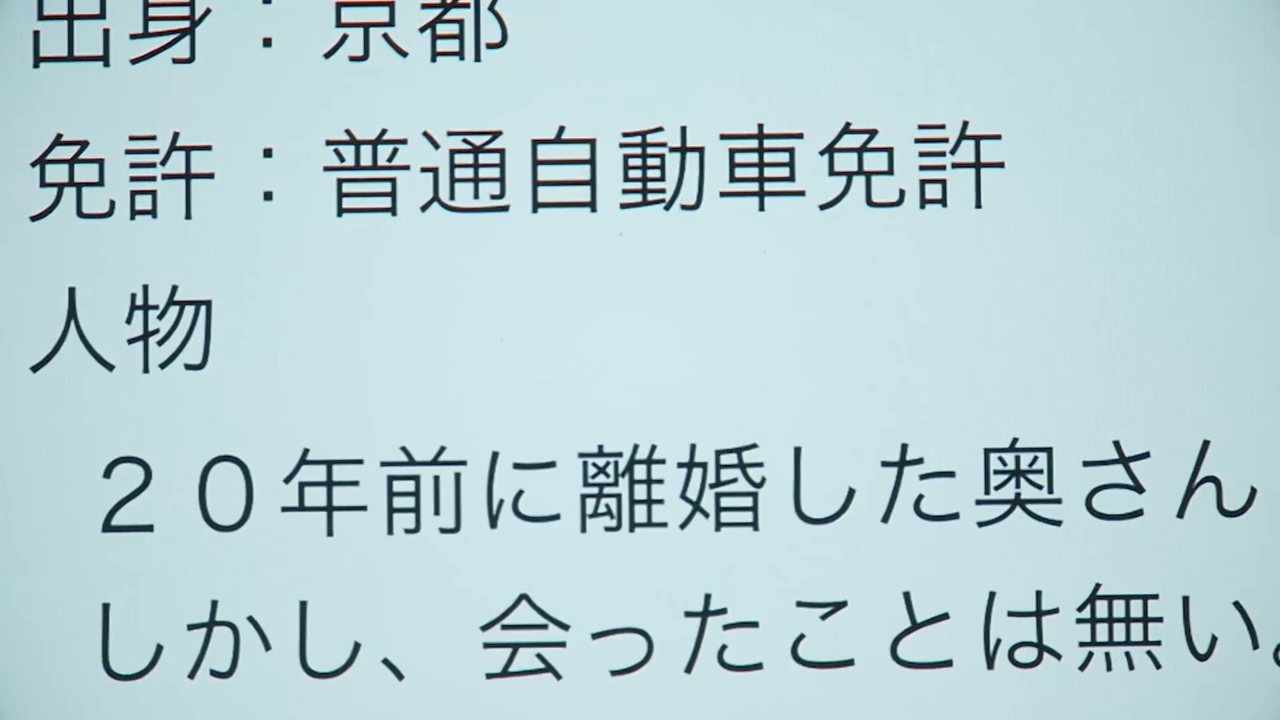 出身：京都
免許：普通自動車免許
人物
２０年前に離婚した奥さん
しかし、会ったことは無い。